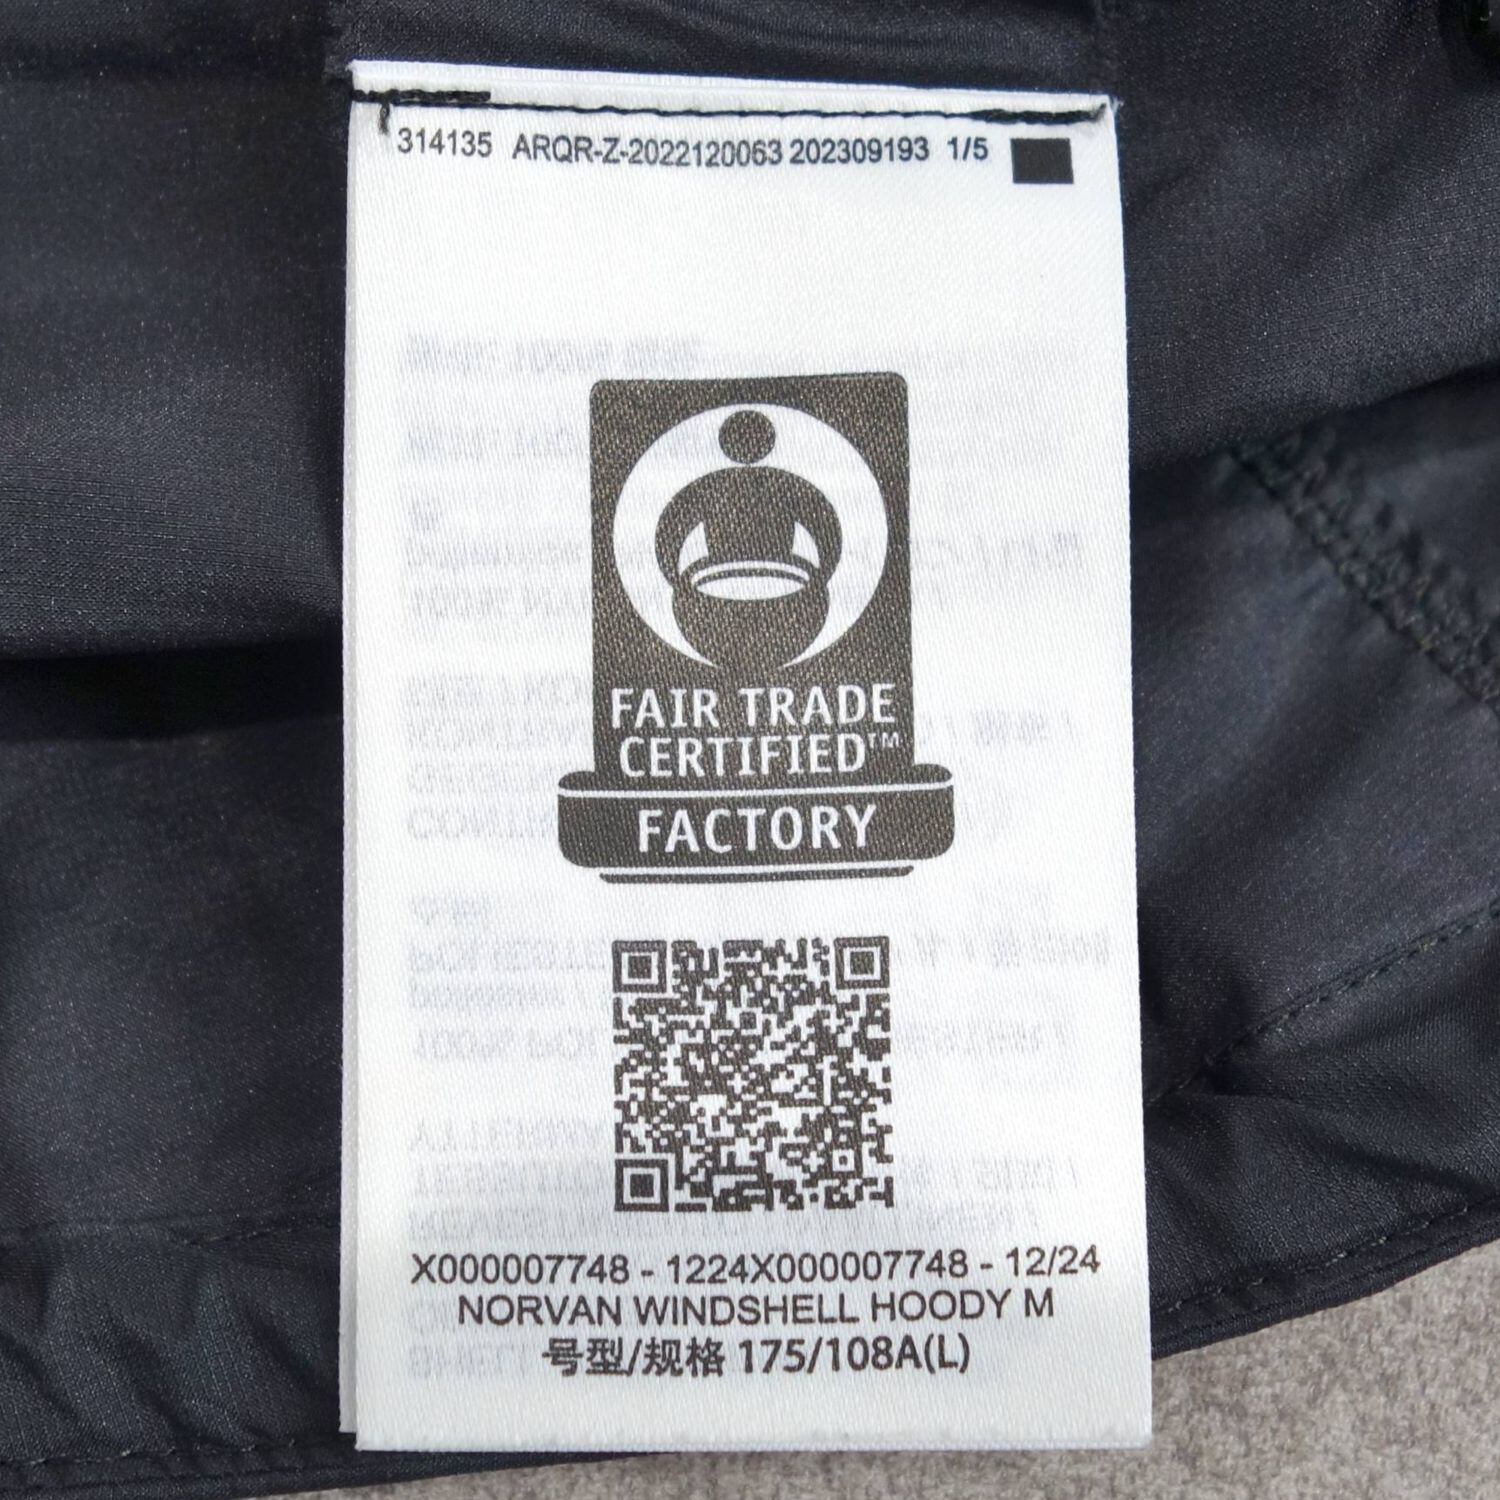 314135 ARQR-Z-2022120063 202309193 1/5
FAIR TRADE
CERTIFIED™
FACTORY
X000007748 - 1224X000007748 - 12/24
NORVAN WINDSHELL HOODY M
号型/规格 175/108A(L)